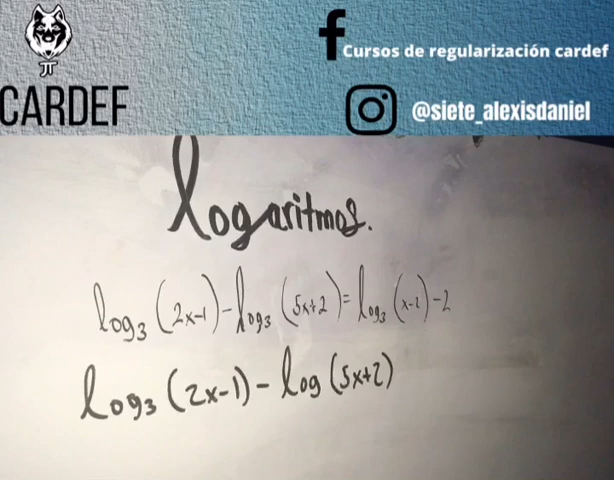 CARDEF
Cursos de regularización cardef
@siete_alexisdaniel
logaritmos.
log₃(2x-1)-log₃(5x+2)=log₃(x-2)-2
log₃(2x-1)-log(5x+2)